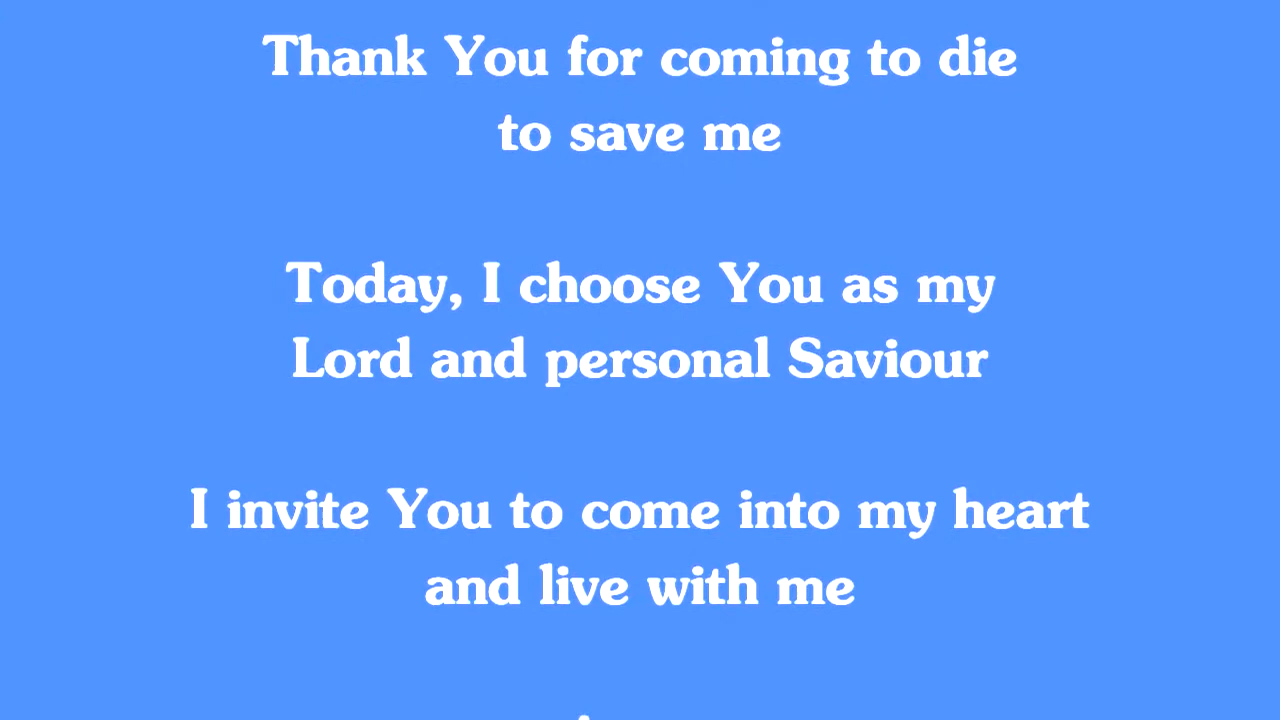 Thank You for coming to die
to save me
Today, I choose You as my
Lord and personal Saviour
I invite You to come into my heart
and live with me